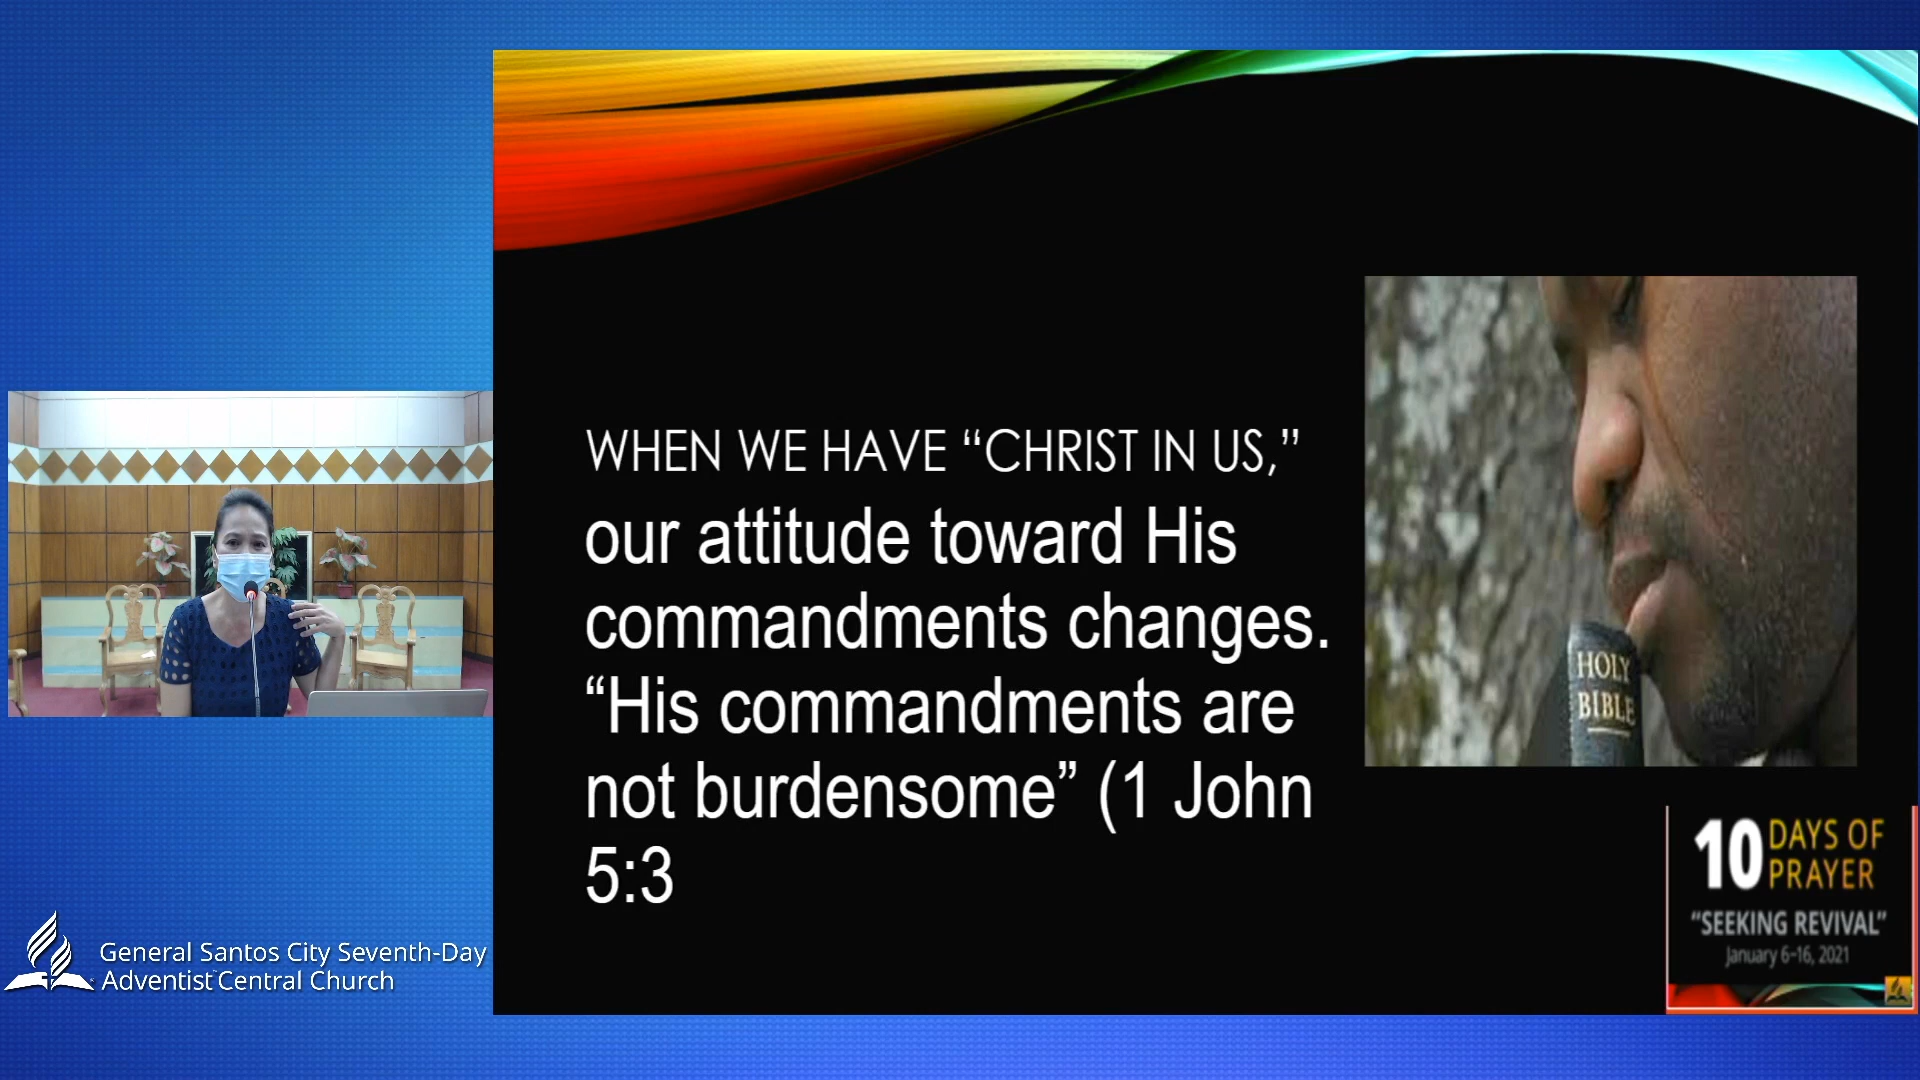 WHEN WE HAVE “CHRIST IN US,”
our attitude toward His
commandments changes.
“His commandments are
not burdensome” (1 John
5:3
HOLY
BIBLE
10 DAYS OF
PRAYER
“SEEKING REVIVAL”
January 6-16, 2021
General Santos City Seventh-Day
Adventist Central Church